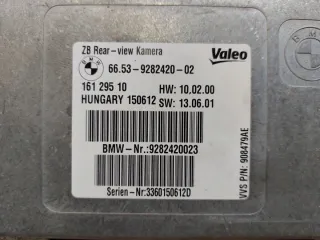 ZB Rear-view Kamera
Valeo
BMW 66.53-9282420-02
161 295 10 HW: 10.02.00
HUNGARY 150612 SW: 13.06.01
BMW-Nr.:9282420023
Serien-Nr:3360150612D
VVS P/N: 908479AE